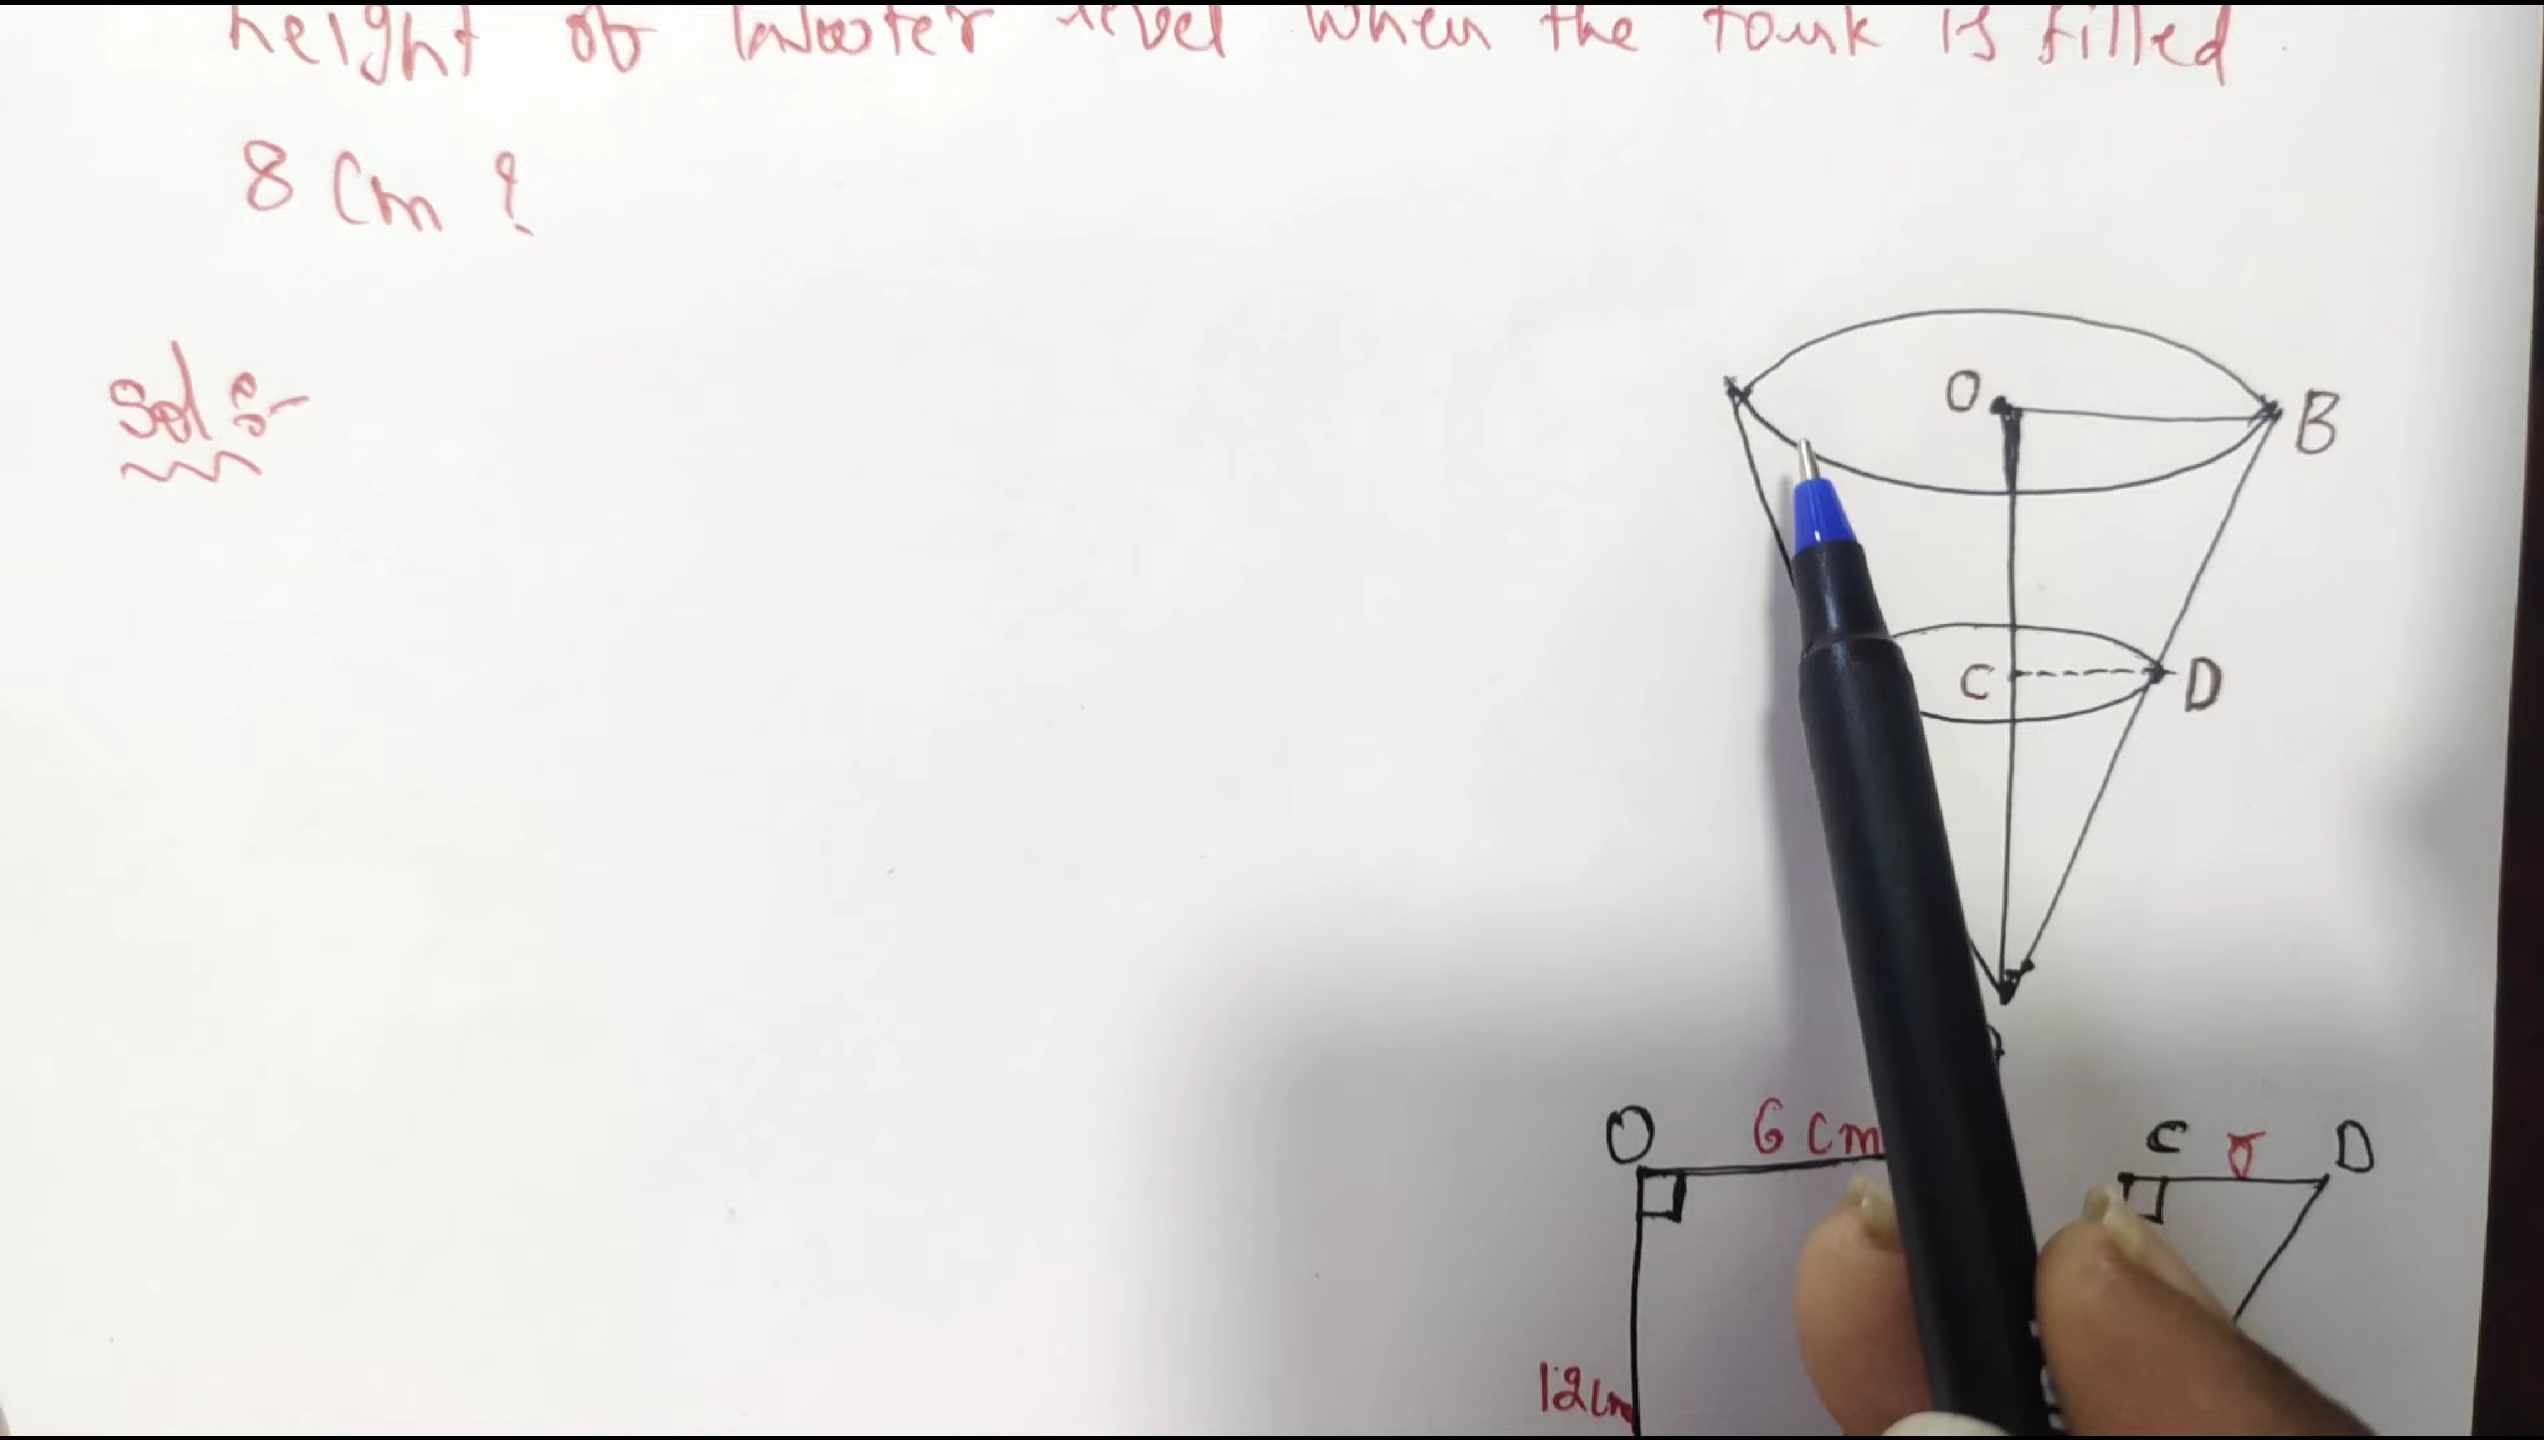 height of water level when the tank is filled
8 cm ?
Sol :-
O
B
C
D
O 6 cm
C r D
12cm